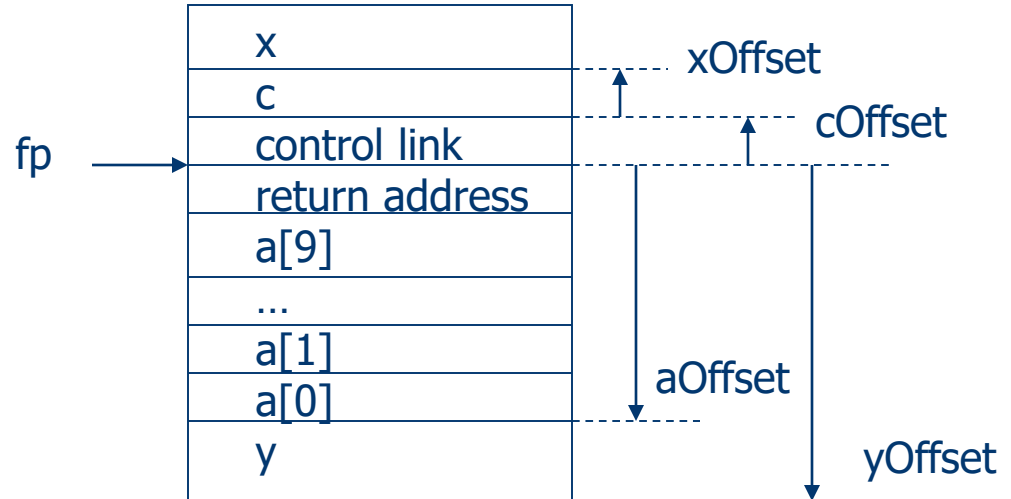 x
xOffset
c
cOffset
control link
fp
return address
a[9]
...
a[1]
aOffset
a[0]
y
yOffset